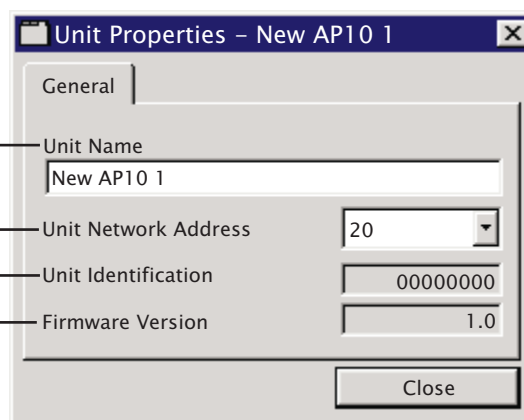 Unit Properties – New AP10 1
General
Unit Name
New AP10 1
Unit Network Address 20
Unit Identification 00000000
Firmware Version 1.0
Close